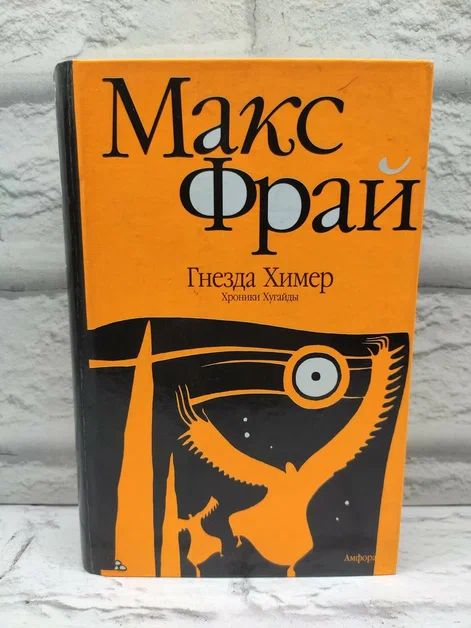 Макс
Фрай
Гнезда Химер
Хроники Хугайды
Амфора